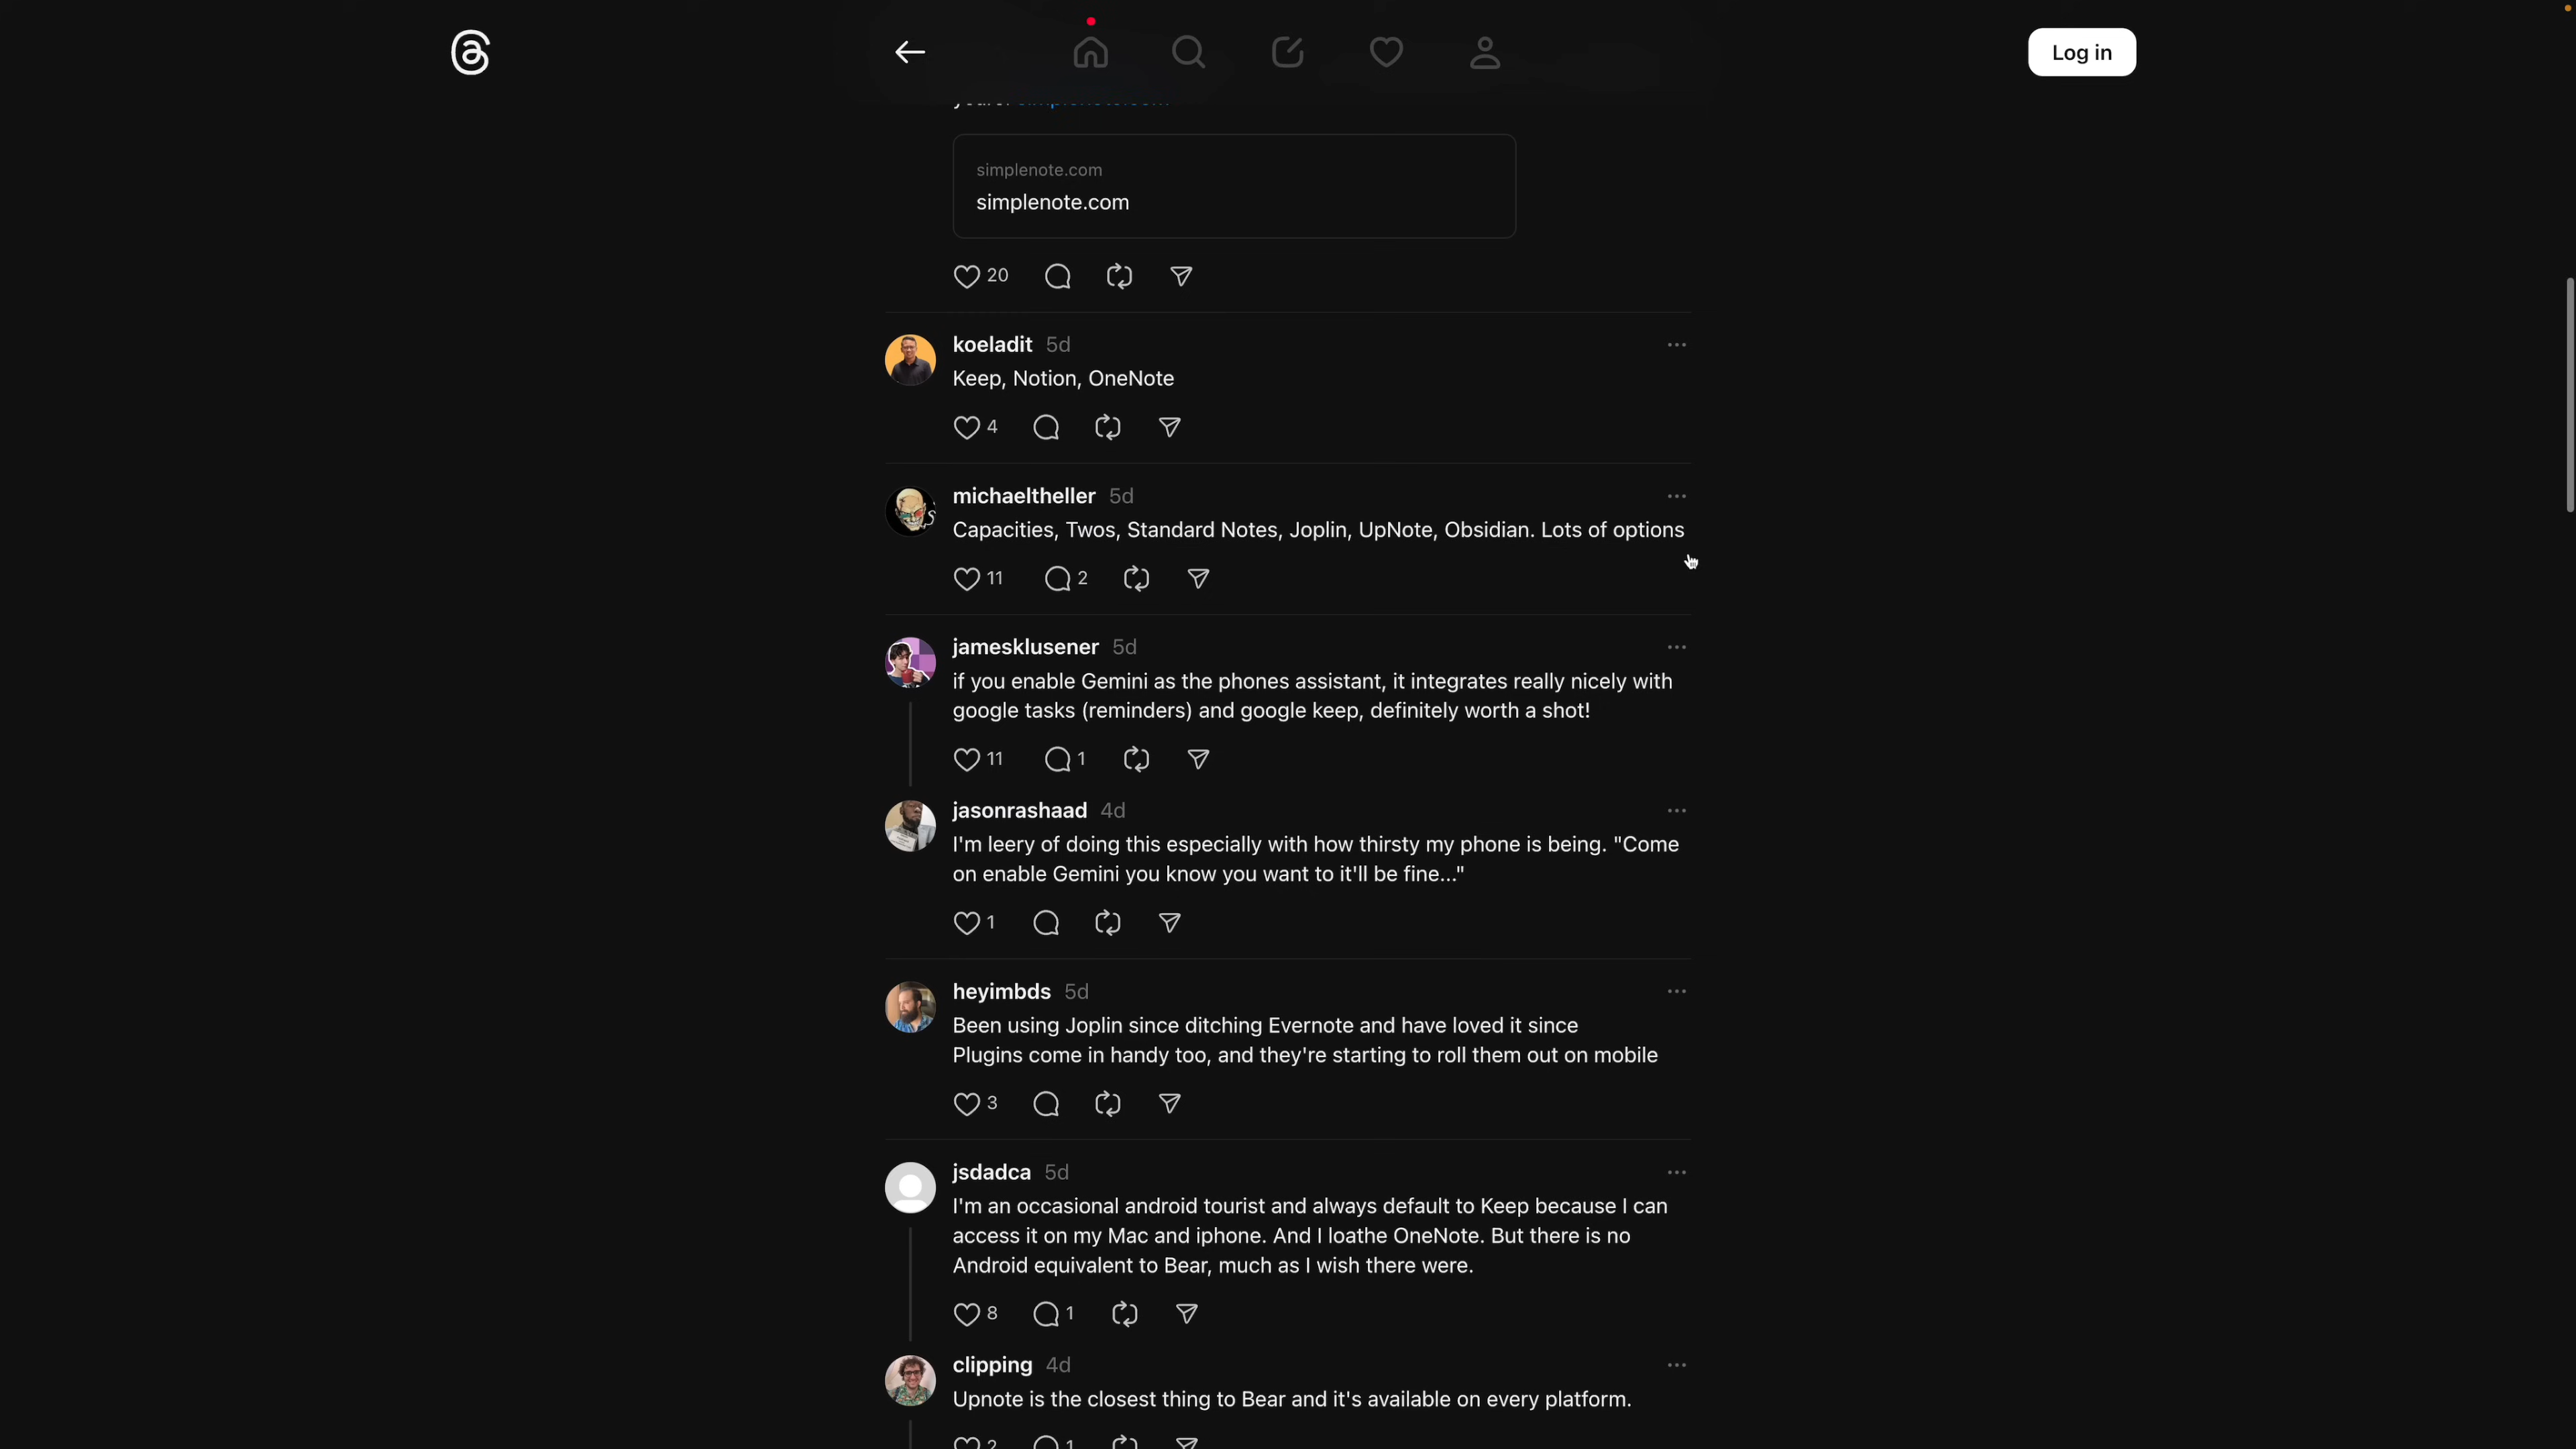 Log in
simplenote.com
simplenote.com
20
koeladit 5d
Keep, Notion, OneNote
4
michaeltheller 5d
Capacities, Twos, Standard Notes, Joplin, UpNote, Obsidian. Lots of options
11 2
jamesklusener 5d
if you enable Gemini as the phones assistant, it integrates really nicely with
google tasks (reminders) and google keep, definitely worth a shot!
11 1
jasonrashaad 4d
I'm leery of doing this especially with how thirsty my phone is being. "Come
on enable Gemini you know you want to it'll be fine..."
1
heyimbds 5d
Been using Joplin since ditching Evernote and have loved it since
Plugins come in handy too, and they're starting to roll them out on mobile
3
jsdadca 5d
I'm an occasional android tourist and always default to Keep because I can
access it on my Mac and iphone. And I loathe OneNote. But there is no
Android equivalent to Bear, much as I wish there were.
8 1
clipping 4d
Upnote is the closest thing to Bear and it's available on every platform.
2 1